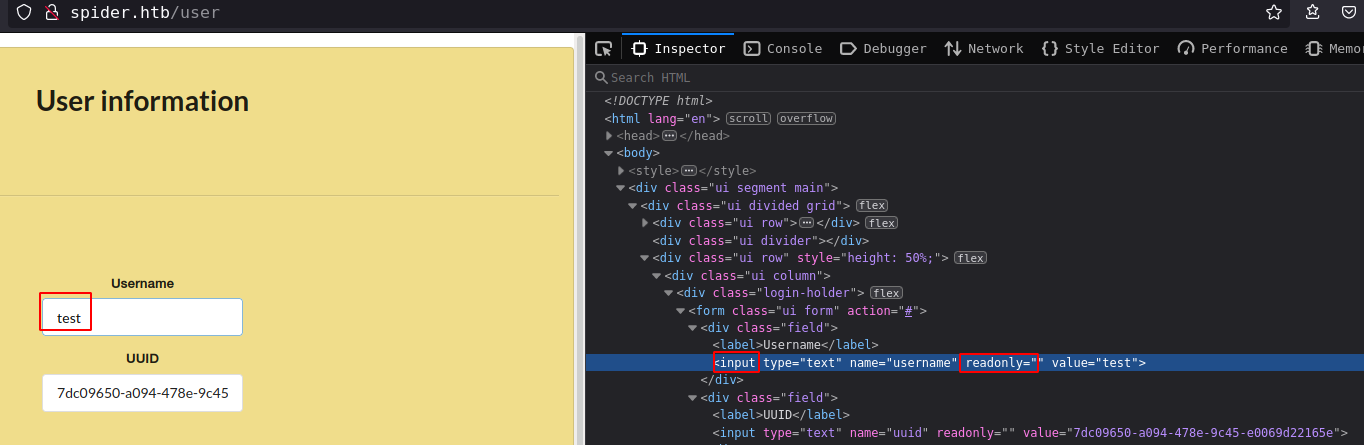 spider.htb/user
Inspector Console Debugger Network Style Editor Performance Memor
Search HTML
User information
Username
test
UUID
7dc09650-a094-478e-9c45
<!DOCTYPE html>
<html lang="en"> scroll overflow
<head> ••• </head>
<body>
<style> ••• </style>
<div class="ui segment main">
<div class="ui divided grid"> flex
<div class="ui row"> ••• </div> flex
<div class="ui divider"></div>
<div class="ui row" style="height: 50%;"> flex
<div class="ui column">
<div class="login-holder"> flex
<form class="ui form" action="#">
<div class="field">
<label>Username</label>
<input type="text" name="username" readonly="" value="test">
</div>
<div class="field">
<label>UUID</label>
<input type="text" name="uuid" readonly="" value="7dc09650-a094-478e-9c45-e0069d22165e">